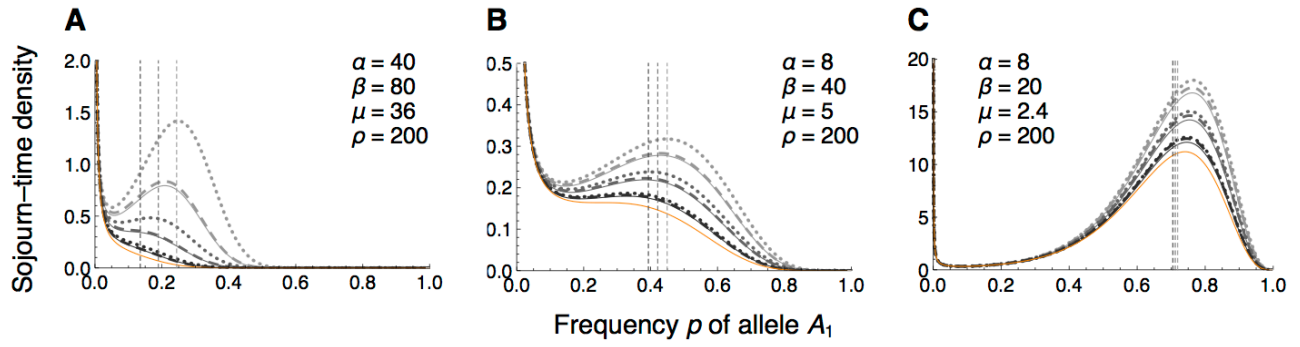 A
B
C
Sojourn−time density
α = 40
β = 80
μ = 36
ρ = 200
2.0
1.5
1.0
0.5
0.0
0.0 0.2 0.4 0.6 0.8 1.0
α = 8
β = 40
μ = 5
ρ = 200
0.5
0.4
0.3
0.2
0.1
0.0
0.0 0.2 0.4 0.6 0.8 1.0
α = 8
β = 20
μ = 2.4
ρ = 200
20
15
10
5
0
0.0 0.2 0.4 0.6 0.8 1.0
Frequency p of allele A₁